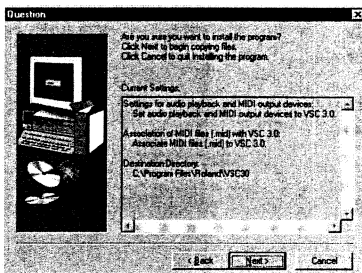 Question
Are you sure you want to install the program?
Click Next to begin copying files.
Click Cancel to quit installing the program.
Current Settings:
Settings for audio playback and MIDI output devices:
Set audio playback and MIDI output devices to VSC 3.0.
Association of MIDI files (.mid) with VSC 3.0:
Associate MIDI files (.mid) to VSC 3.0.
Destination Directory:
C:\Program Files\Roland\VSC30
< Back
Next >
Cancel